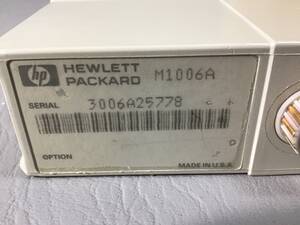 hp HEWLETT
PACKARD M1006A
SERIAL 3006A25778
OPTION
MADE IN U.S.A.